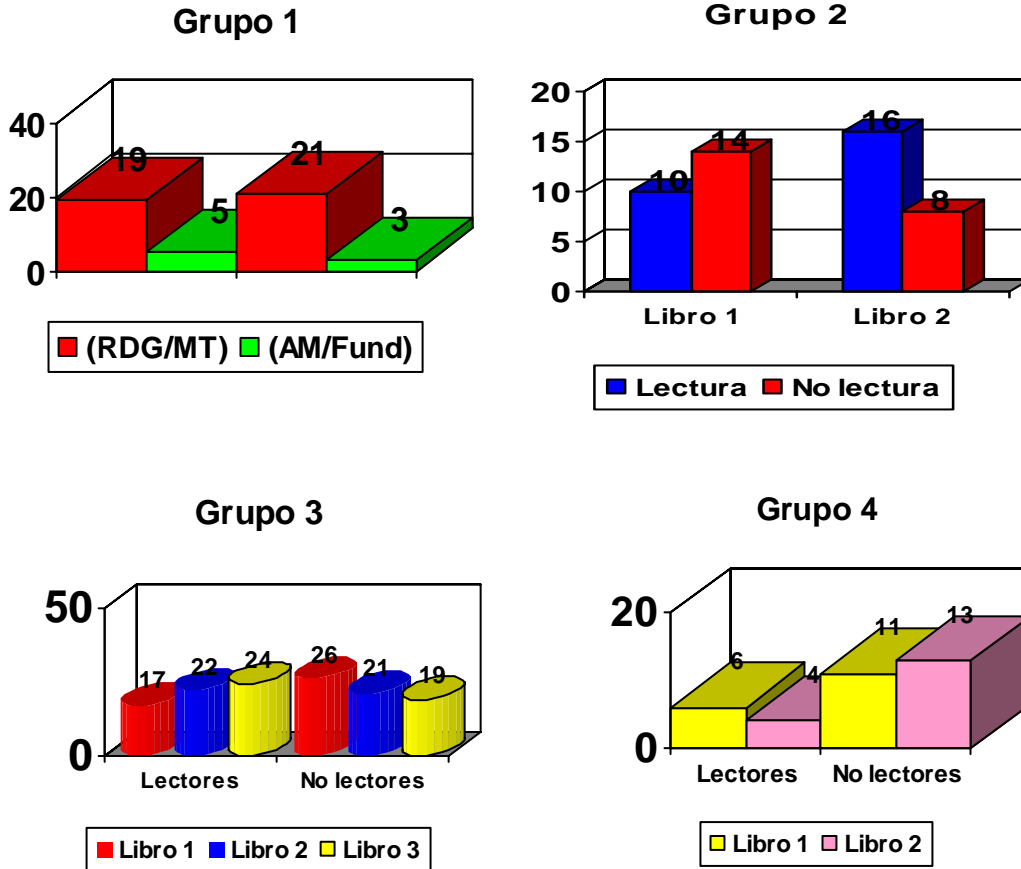 Grupo 1
40
20
0
19
5
21
3
(RDG/MT) (AM/Fund)
Grupo 2
20
15
10
5
0
10
14
16
8
Libro 1 Libro 2
Lectura No lectura
Grupo 3
50
0
17
22
24
26
21
19
Lectores No lectores
Libro 1 Libro 2 Libro 3
Grupo 4
20
0
6
4
11
13
Lectores No lectores
Libro 1 Libro 2